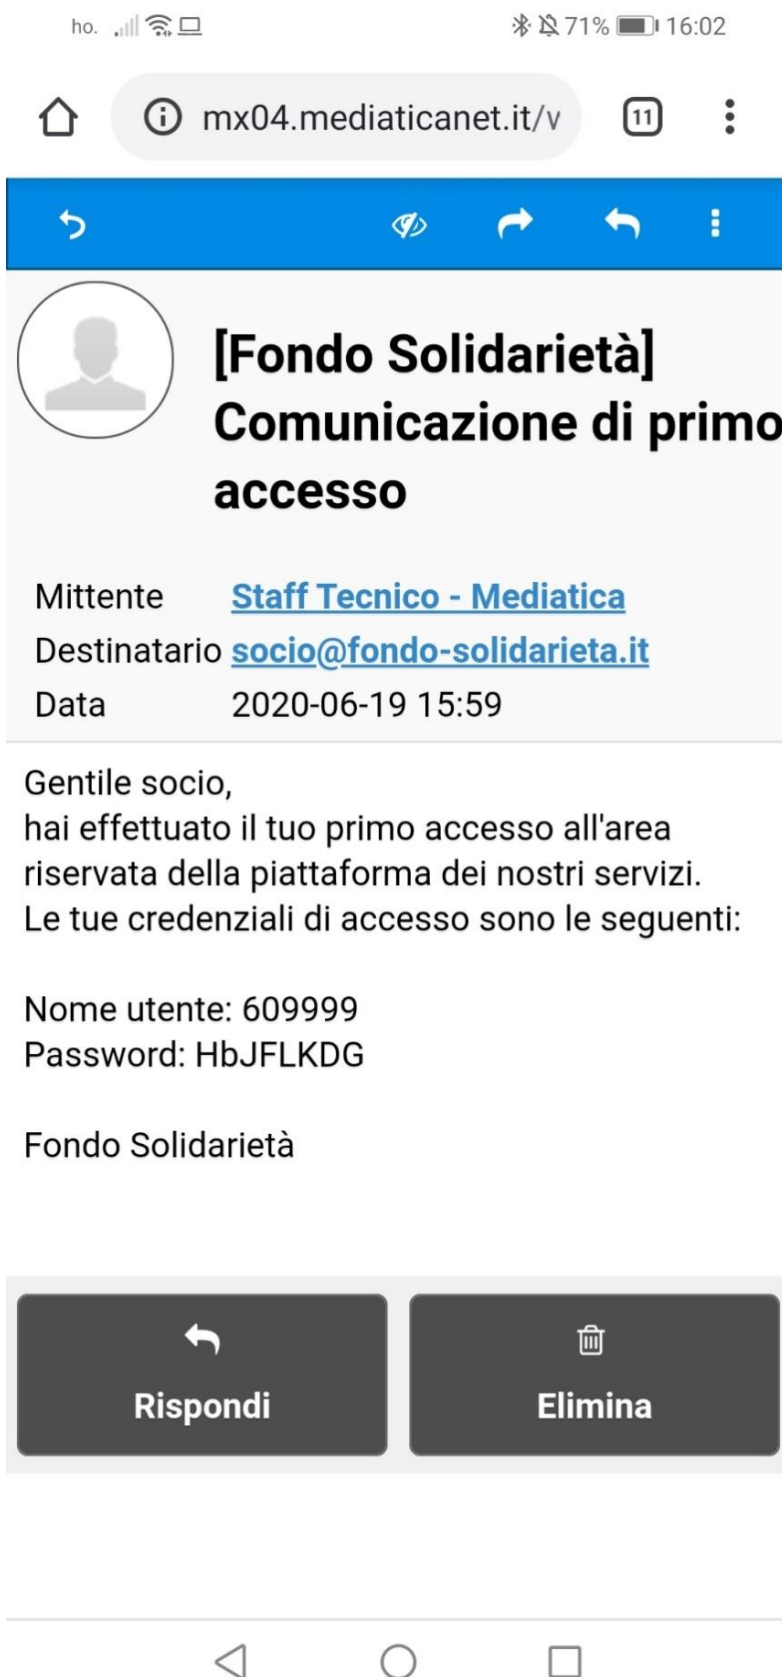 ho. 71% 16:02
mx04.mediaticanet.it/v 11
[Fondo Solidarietà]
Comunicazione di primo
accesso
Mittente Staff Tecnico - Mediatica
Destinatario socio@fondo-solidarieta.it
Data 2020-06-19 15:59
Gentile socio,
hai effettuato il tuo primo accesso all'area
riservata della piattaforma dei nostri servizi.
Le tue credenziali di accesso sono le seguenti:
Nome utente: 609999
Password: HbJFLKDG
Fondo Solidarietà
Rispondi Elimina